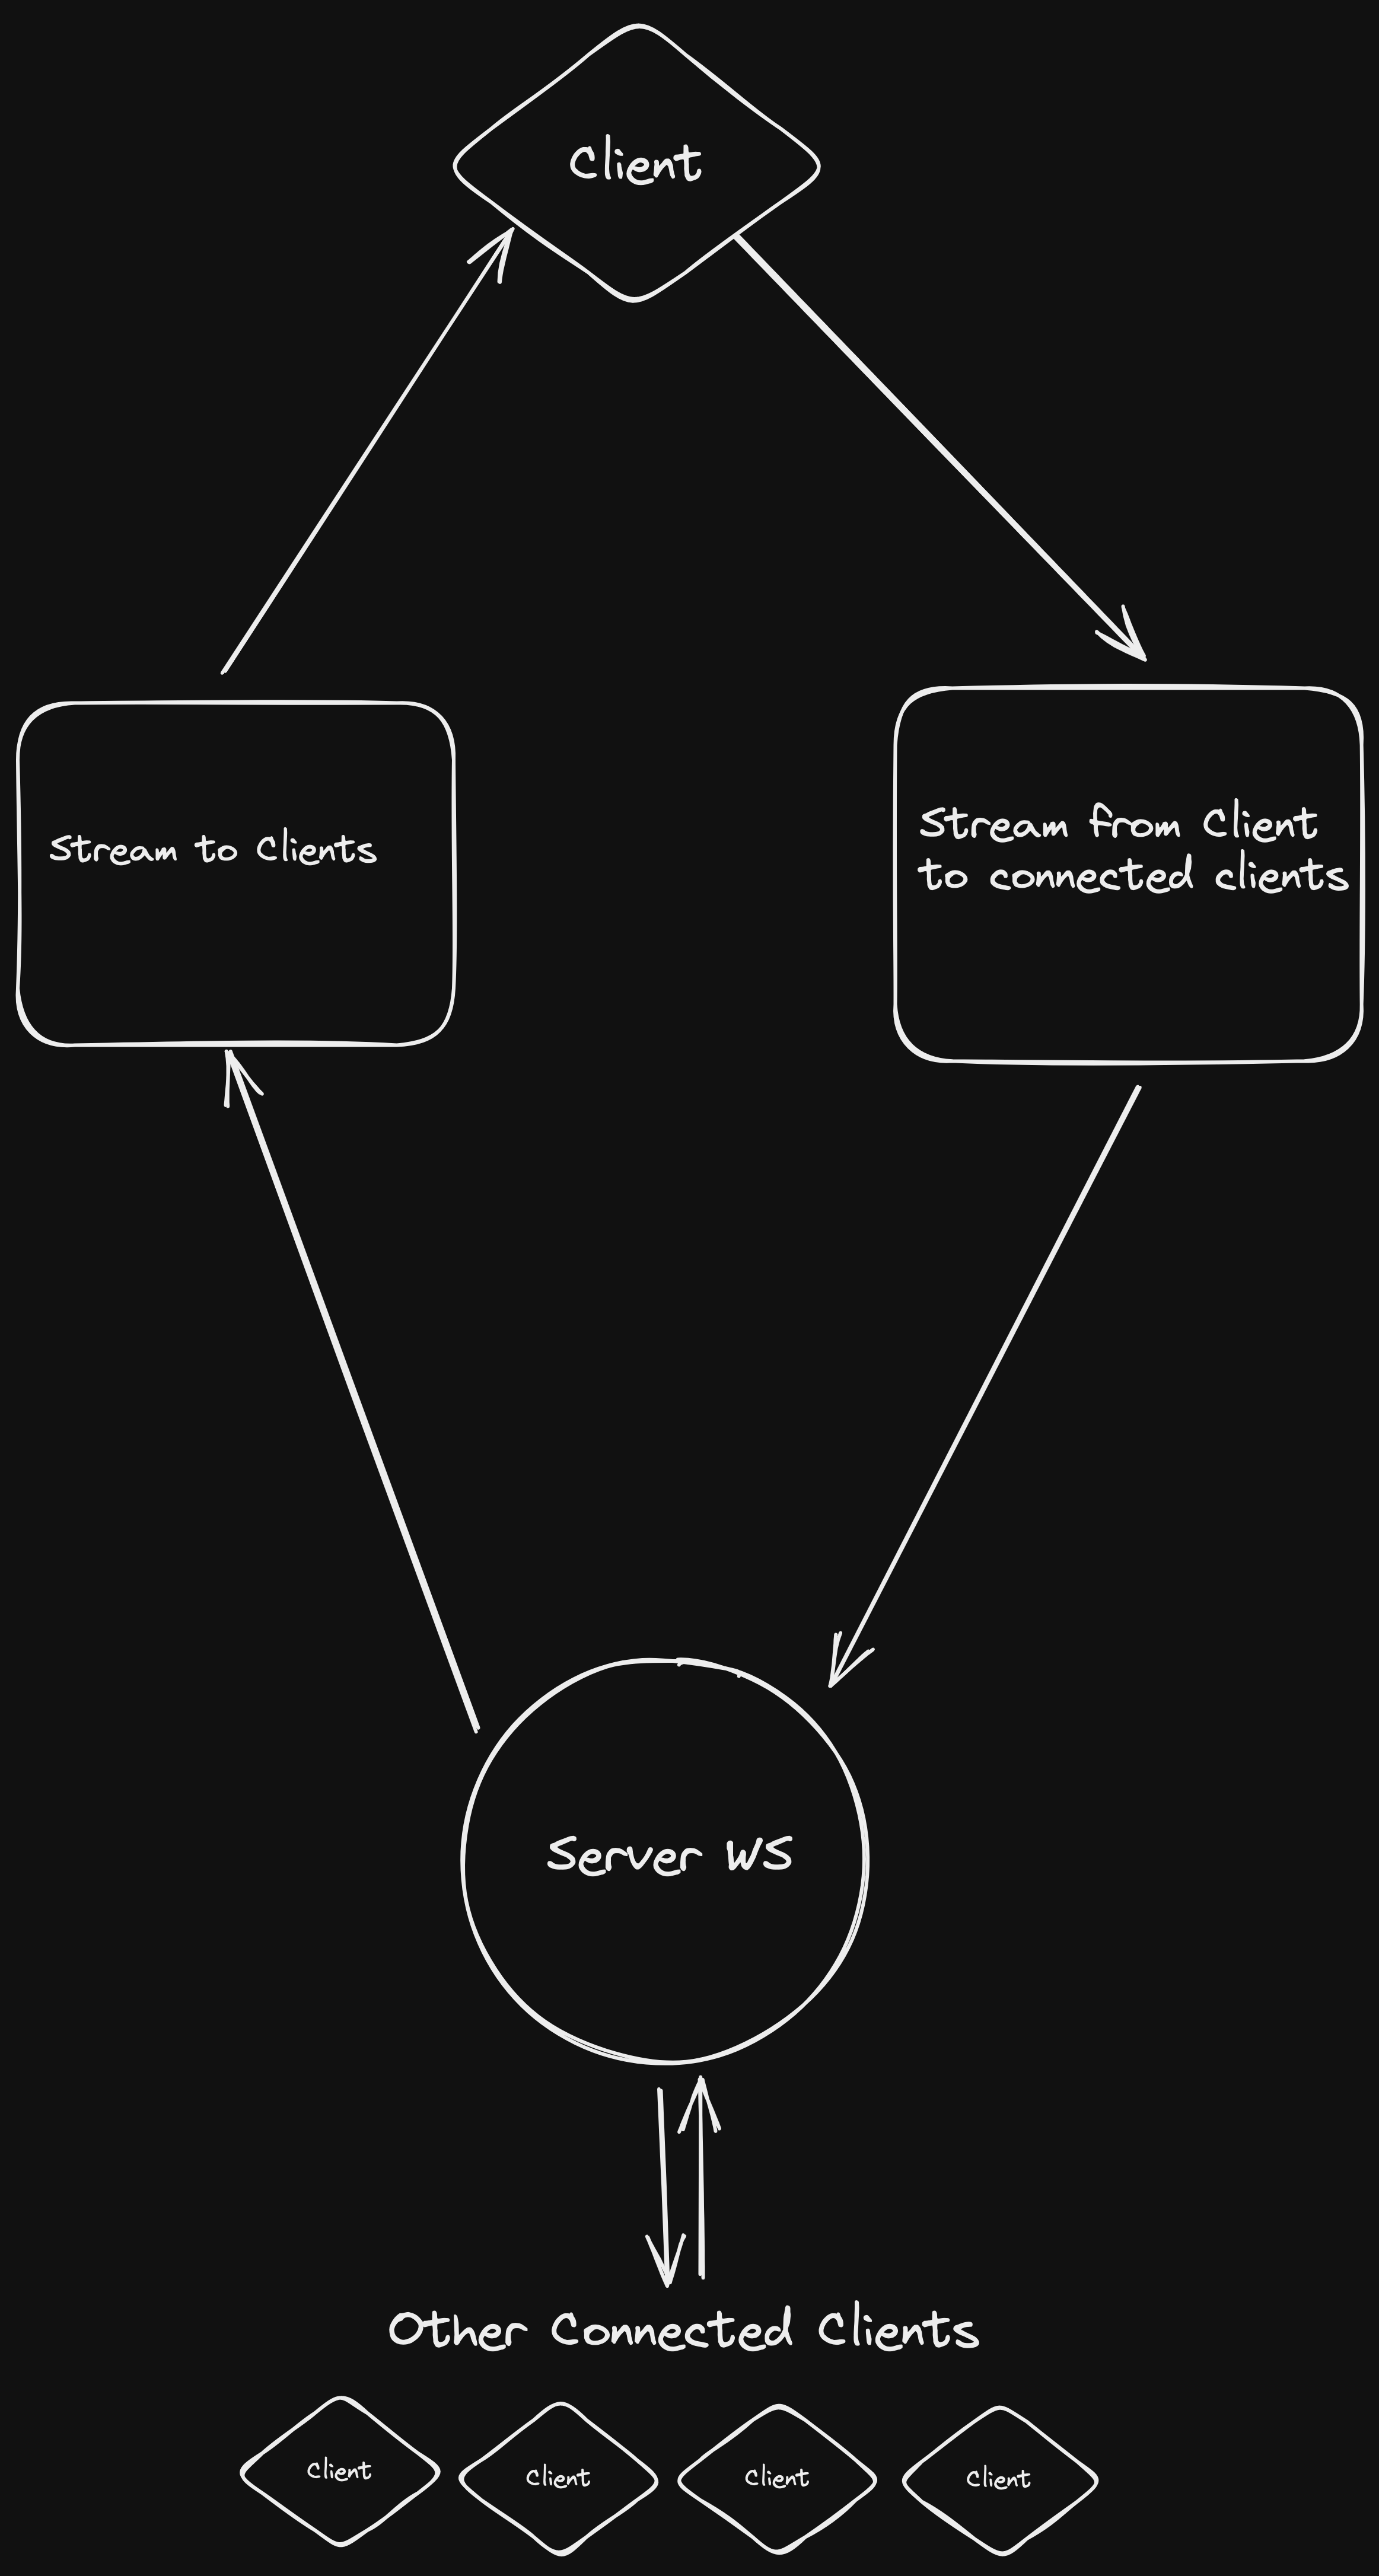 Client
Stream to Clients
Stream from Client
to connected clients
Server WS
Other Connected Clients
Client
Client
Client
Client